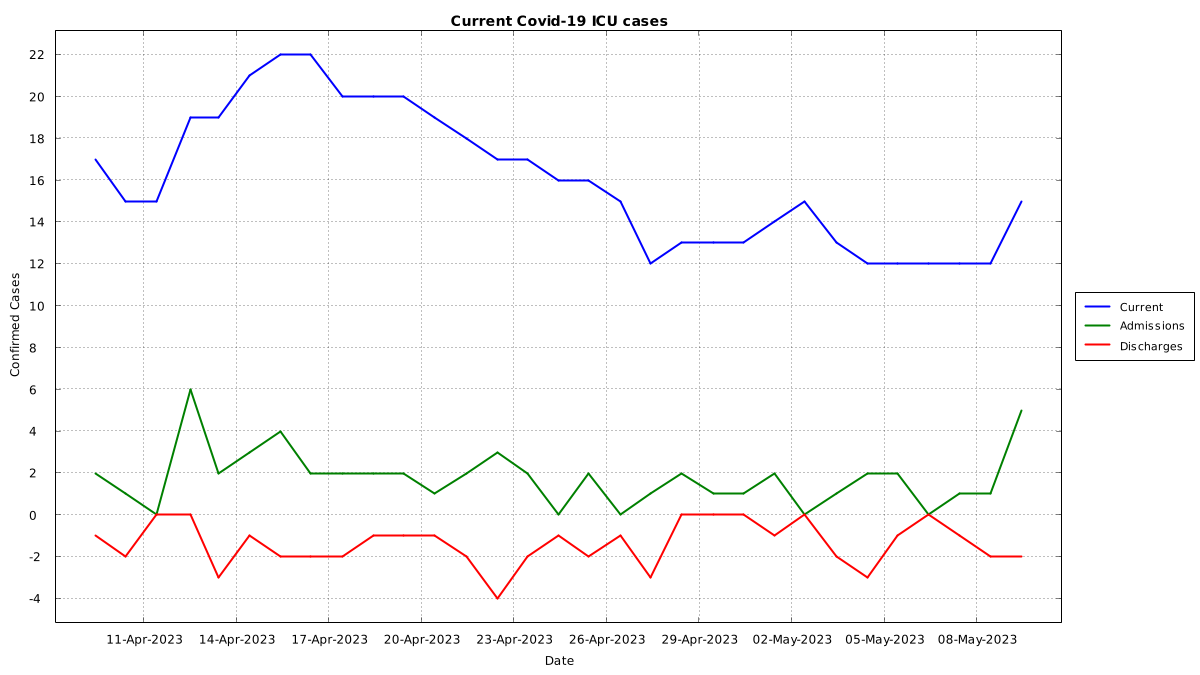 Current Covid-19 ICU cases
22
20
18
16
14
12
10
8
6
4
2
0
-2
-4
Confirmed Cases
11-Apr-2023 14-Apr-2023 17-Apr-2023 20-Apr-2023 23-Apr-2023 26-Apr-2023 29-Apr-2023 02-May-2023 05-May-2023 08-May-2023
Date
Current
Admissions
Discharges